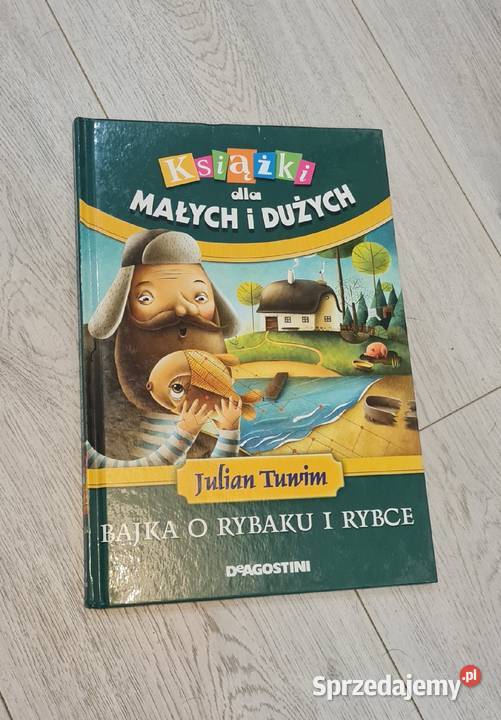 Książki
dla
MAŁYCH i DUŻYCH
Julian Tuwim
BAJKA O RYBAKU I RYBCE
DeAGOSTINI
Sprzedajemy.pl